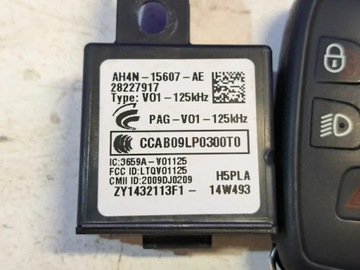 AH4N-15607-AE
28227917
Type: V01-125kHz
PAG-V01-125kHz
CCAB09LP0300T0
IC:3659A-V01125
FCC ID:LTQV01125
CMII ID:2009DJ0209
H5PLA
ZY1432113F1- 14W493